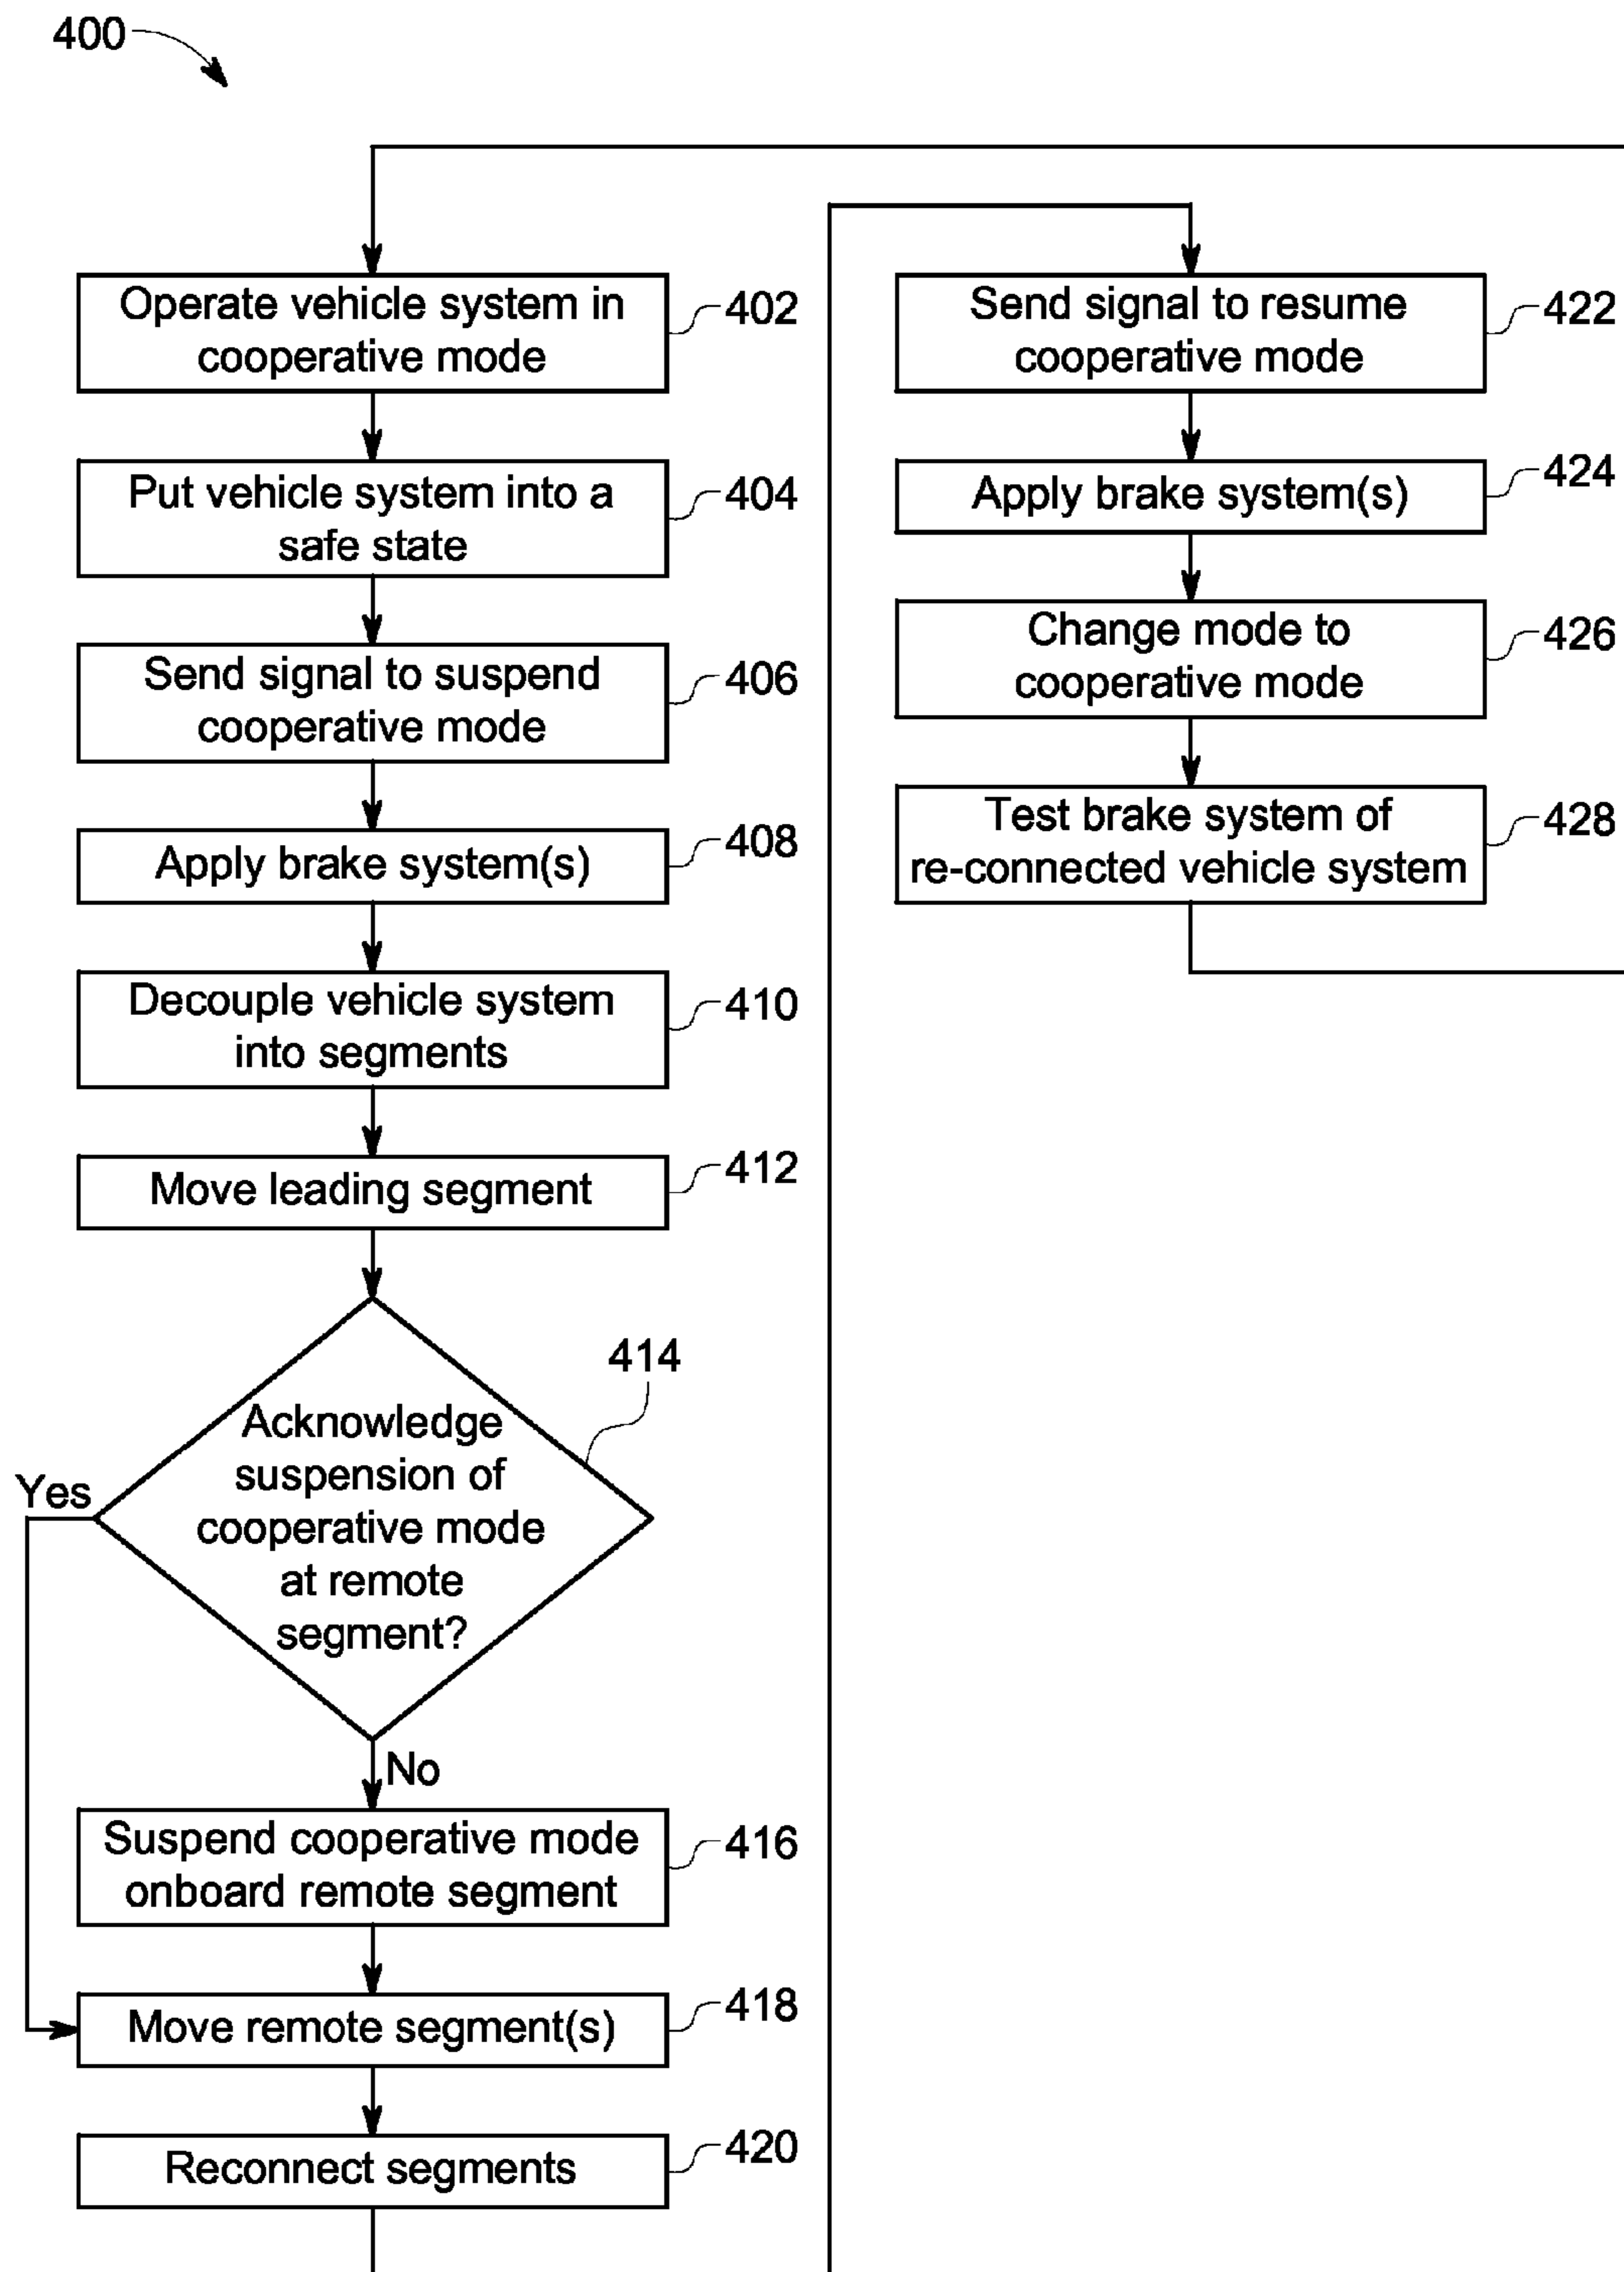 400
Operate vehicle system in
cooperative mode
402
Put vehicle system into a
safe state
404
Send signal to suspend
cooperative mode
406
Apply brake system(s)
408
Decouple vehicle system
into segments
410
Move leading segment
412
Acknowledge
suspension of
cooperative mode
at remote
segment?
414
Yes
No
Suspend cooperative mode
onboard remote segment
416
Move remote segment(s)
418
Reconnect segments
420
Send signal to resume
cooperative mode
422
Apply brake system(s)
424
Change mode to
cooperative mode
426
Test brake system of
re-connected vehicle system
428